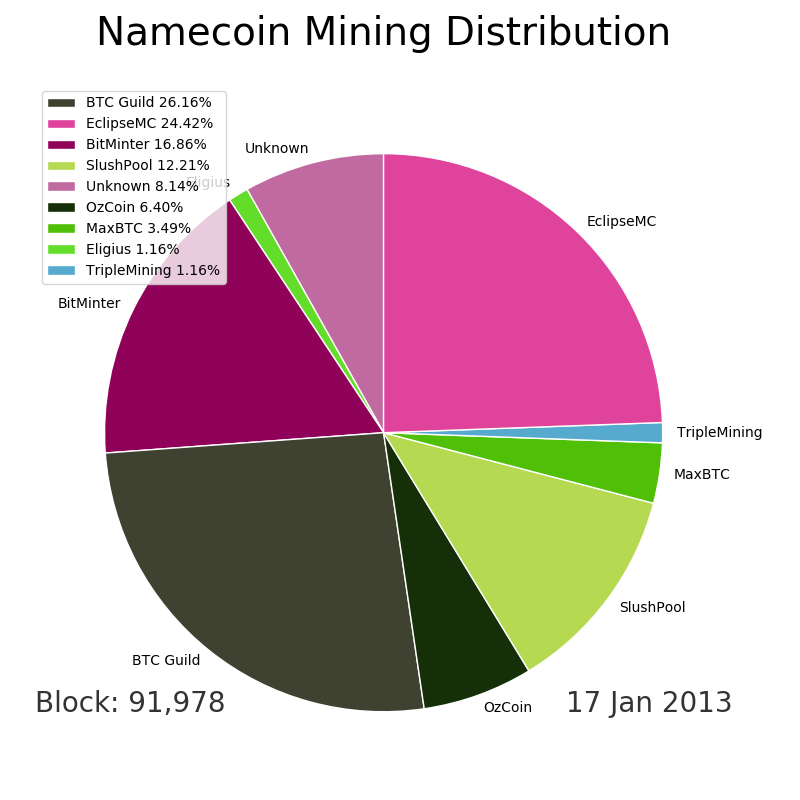 Namecoin Mining Distribution
BTC Guild 26.16%
EclipseMC 24.42%
BitMinter 16.86%
SlushPool 12.21%
Unknown 8.14%
OzCoin 6.40%
MaxBTC 3.49%
Eligius 1.16%
TripleMining 1.16%
Unknown
Eligius
EclipseMC
BitMinter
TripleMining
MaxBTC
SlushPool
BTC Guild
OzCoin
Block: 91,978
17 Jan 2013